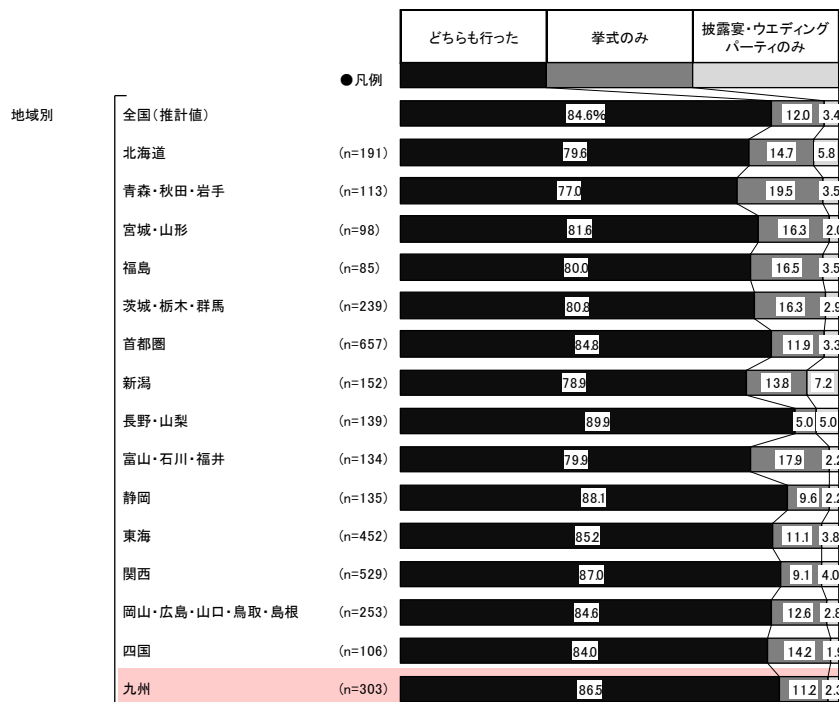 どちらも行った 挙式のみ 披露宴・ウエディング
パーティのみ
●凡例
地域別 全国(推計値) 84.6% 12.0 3.4
北海道 (n=191) 79.6 14.7 5.8
青森・秋田・岩手 (n=113) 77.0 19.5 3.5
宮城・山形 (n=98) 81.6 16.3 2.0
福島 (n=85) 80.0 16.5 3.5
茨城・栃木・群馬 (n=239) 80.8 16.3 2.9
首都圏 (n=657) 84.8 11.9 3.3
新潟 (n=152) 78.9 13.8 7.2
長野・山梨 (n=139) 89.9 5.0 5.0
富山・石川・福井 (n=134) 79.9 17.9 2.2
静岡 (n=135) 88.1 9.6 2.2
東海 (n=452) 85.2 11.1 3.8
関西 (n=529) 87.0 9.1 4.0
岡山・広島・山口・鳥取・島根 (n=253) 84.6 12.6 2.8
四国 (n=106) 84.0 14.2 1.9
九州 (n=303) 86.5 11.2 2.3